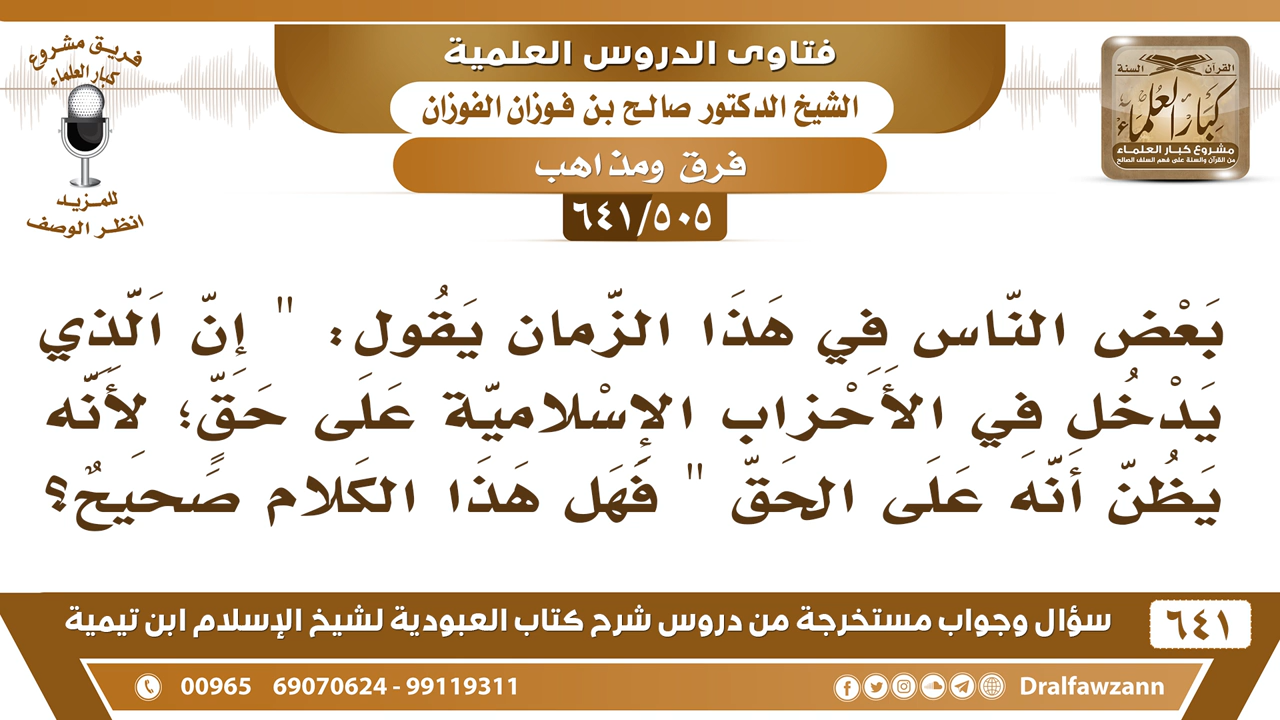 فتاوى الدروس العلمية
الشيخ الدكتور صالح بن فوزان الفوزان
فرق ومذاهب
٦٤١/٥٠٥
فريق مشروع
كبار العلماء
للمزيد
انظر الوصف
القرآن السنة
كبار العلماء
مشروع كبار العلماء
من القرآن والسنة على فهم السلف الصالح
بَعْض النَّاس فِي هَذَا الزَّمان يَقُول: " إِنَّ الَّذي
يَدْخُل فِي الأَحْزاب الإسْلاميّة عَلَى حَقٍّ؛ لأَنَّه
يَظُنّ أَنَّه عَلَى الحَقّ " فَهَل هَذَا الكَلام صَحيحٌ؟
سؤال وجواب مستخرجة من دروس شرح كتاب العبودية لشيخ الإسلام ابن تيمية
٦٤١
00965 69070624 - 99119311
Dralfawzann